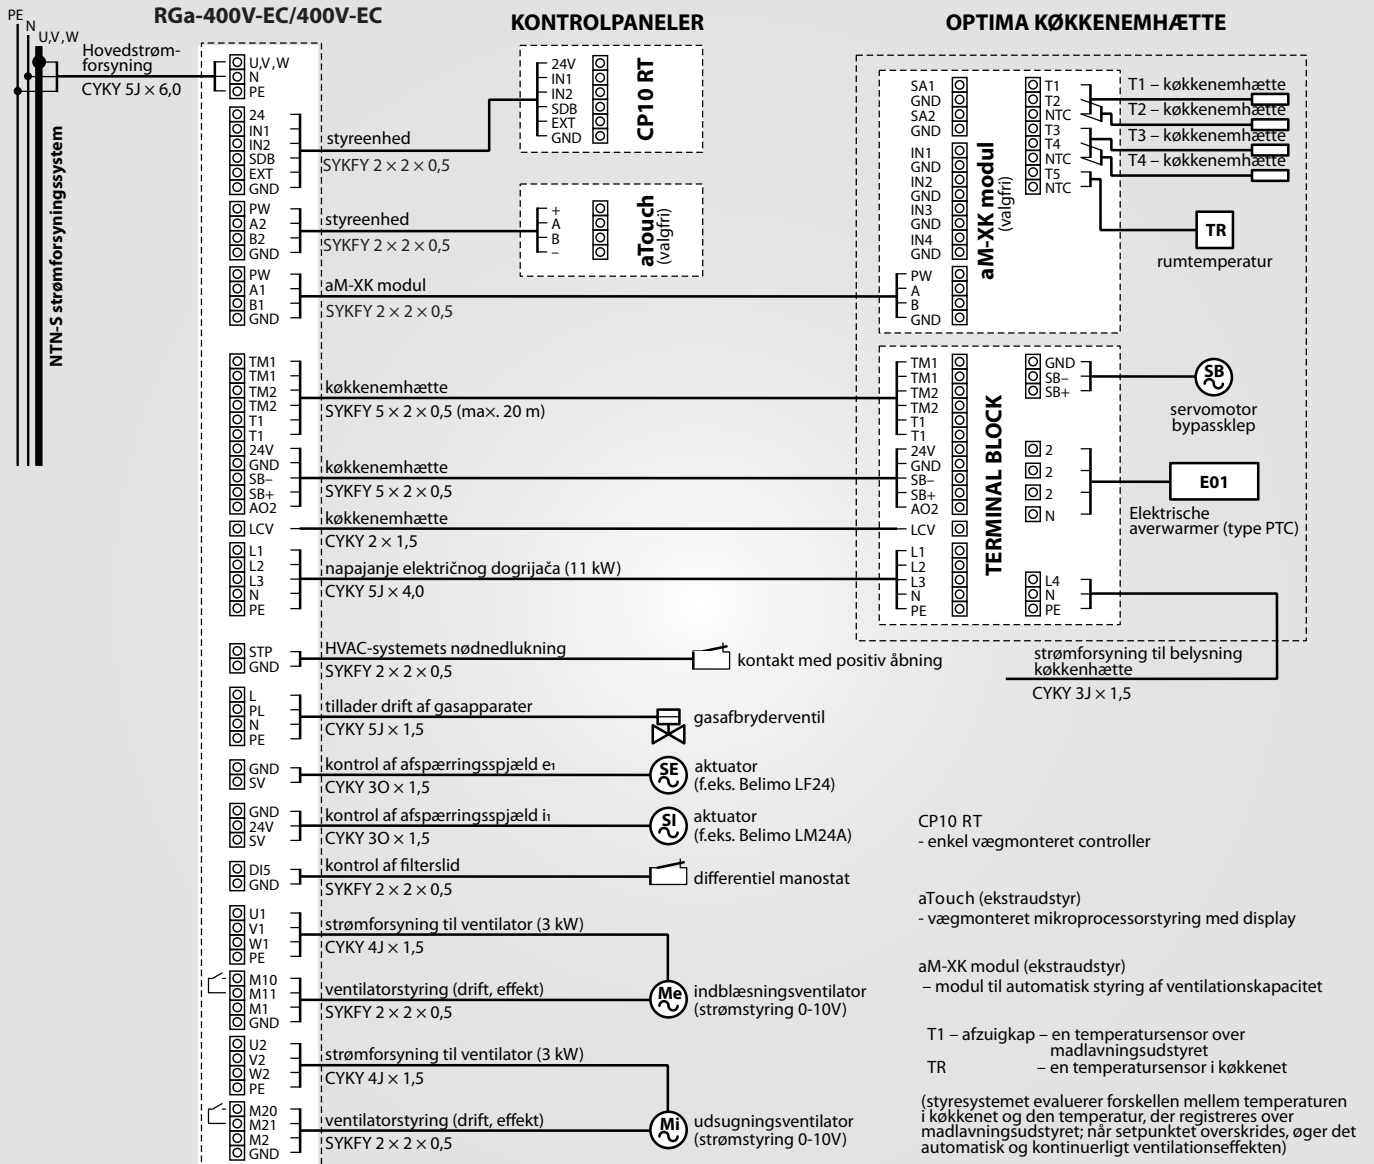 RGa-400V-EC/400V-EC
KONTROLPANELER
OPTIMA KØKKENEMHÆTTE
PE
N
U,V,W
NTN-S strømforsyningssystem
Hovedstrøm-
forsyning
CYKY 5J × 6,0
U,V,W
N
PE
24
IN1
IN2
SDB
EXT
GND
styreenhed
SYKFY 2 × 2 × 0,5
24V
IN1
IN2
SDB
EXT
GND
CP10 RT
PW
A2
B2
GND
styreenhed
SYKFY 2 × 2 × 0,5
+
A
B
–
aTouch
(valgfri)
PW
A1
B1
GND
aM-XK modul
SYKFY 2 × 2 × 0,5
SA1
GND
SA2
GND
IN1
GND
IN2
GND
IN3
GND
IN4
GND
PW
A
B
GND
aM-XK modul
(valgfri)
T1
T2
NTC
T3
T4
NTC
T5
NTC
T1 – køkkenemhætte
T2 – køkkenemhætte
T3 – køkkenemhætte
T4 – køkkenemhætte
TR
rumtemperatur
TM1
TM1
TM2
TM2
T1
T1
køkkenemhætte
SYKFY 5 × 2 × 0,5 (max. 20 m)
24V
GND
SB–
SB+
AO2
køkkenemhætte
SYKFY 5 × 2 × 0,5
LCV
køkkenemhætte
CYKY 2 × 1,5
L1
L2
L3
N
PE
napajanje električnog dogrijača (11 kW)
CYKY 5J × 4,0
TM1
TM1
TM2
TM2
T1
T1
24V
GND
SB–
SB+
AO2
LCV
L1
L2
L3
N
PE
TERMINAL BLOCK
GND
SB–
SB+
SB
servomotor
bypassklep
2
2
2
N
E01
Elektrische
averwarmer (type PTC)
L4
N
PE
strømforsyning til belysning
køkkenhætte
CYKY 3J × 1,5
STP
GND
HVAC-systemets nødnedlukning
SYKFY 2 × 2 × 0,5
kontakt med positiv åbning
L
PL
N
PE
tillader drift af gasapparater
CYKY 5J × 1,5
gasafbryderventil
GND
SV
kontrol af afspærringsspjæld e1
CYKY 3O × 1,5
SE
aktuator
(f.eks. Belimo LF24)
GND
24V
SV
kontrol af afspærringsspjæld i1
CYKY 3O × 1,5
SI
aktuator
(f.eks. Belimo LM24A)
DI5
GND
kontrol af filterslid
SYKFY 2 × 2 × 0,5
differentiel manostat
U1
V1
W1
PE
strømforsyning til ventilator (3 kW)
CYKY 4J × 1,5
M10
M11
M1
GND
ventilatorstyring (drift, effekt)
SYKFY 2 × 2 × 0,5
Me
indblæsningsventilator
(strømstyring 0-10V)
U2
V2
W2
PE
strømforsyning til ventilator (3 kW)
CYKY 4J × 1,5
M20
M21
M2
GND
ventilatorstyring (drift, effekt)
SYKFY 2 × 2 × 0,5
Mi
udsugningsventilator
(strømstyring 0-10V)
CP10 RT
- enkel vægmonteret controller
aTouch (ekstraudstyr)
- vægmonteret mikroprocessorstyring med display
aM-XK modul (ekstraudstyr)
– modul til automatisk styring af ventilationskapacitet
T1 – afzuigkap – en temperatursensor over
madlavningsudstyret
TR – en temperatursensor i køkkenet
(styresystemet evaluerer forskellen mellem temperaturen
i køkkenet og den temperatur, der registreres over
madlavningsudstyret; når setpunktet overskrides, øger det
automatisk og kontinuerligt ventilationseffekten)